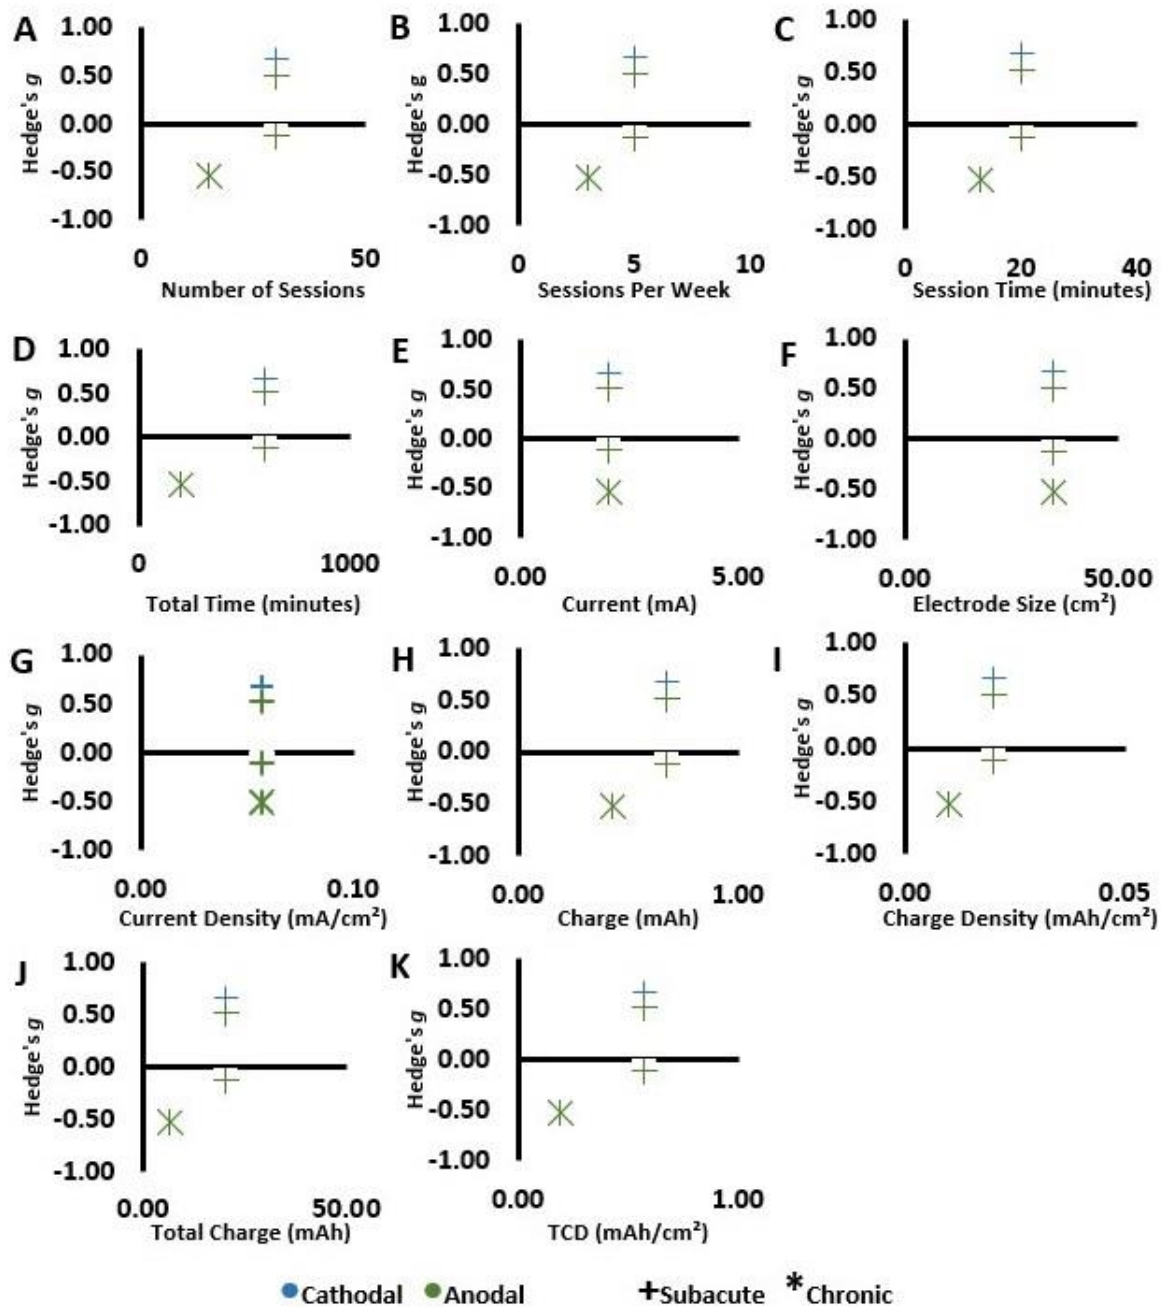 A
Hedge's g
1.00
0.50
0.00
-0.50
-1.00
0 50
Number of Sessions
B
Hedge's g
1.00
0.50
0.00
-0.50
-1.00
0 5 10
Sessions Per Week
C
Hedge's g
1.00
0.50
0.00
-0.50
-1.00
0 20 40
Session Time (minutes)
D
Hedge's g
1.00
0.50
0.00
-0.50
-1.00
0 1000
Total Time (minutes)
E
Hedge's g
1.00
0.50
0.00
-0.50
-1.00
0.00 5.00
Current (mA)
F
Hedge's g
1.00
0.50
0.00
-0.50
-1.00
0.00 50.00
Electrode Size (cm²)
G
Hedge's g
1.00
0.50
0.00
-0.50
-1.00
0.00 0.10
Current Density (mA/cm²)
H
Hedge's g
1.00
0.50
0.00
-0.50
-1.00
0.00 1.00
Charge (mAh)
I
Hedge's g
1.00
0.50
0.00
-0.50
-1.00
0.00 0.05
Charge Density (mAh/cm²)
J
Hedge's g
1.00
0.50
0.00
-0.50
-1.00
0.00 50.00
Total Charge (mAh)
K
Hedge's g
1.00
0.50
0.00
-0.50
-1.00
0.00 1.00
TCD (mAh/cm²)
Cathodal Anodal +Subacute *Chronic